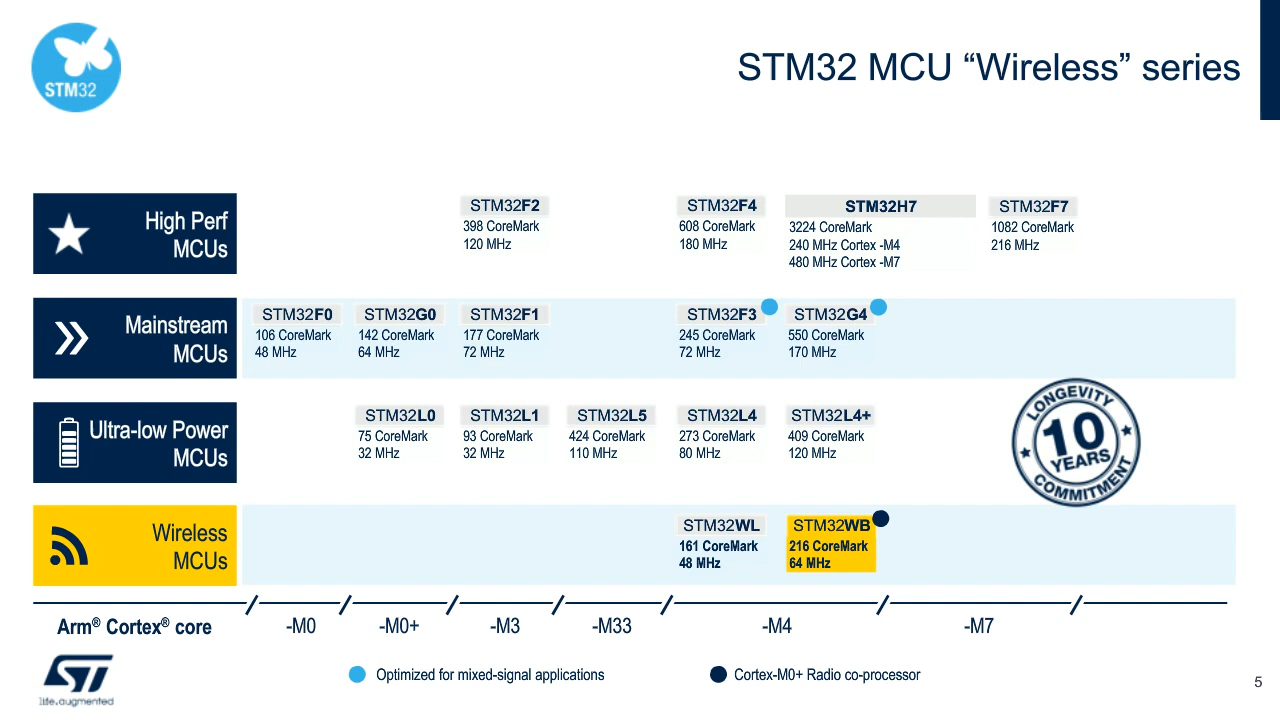 STM32
STM32 MCU “Wireless” series
High Perf
MCUs
STM32F2
398 CoreMark
120 MHz
STM32F4
608 CoreMark
180 MHz
STM32H7
3224 CoreMark
240 MHz Cortex -M4
480 MHz Cortex -M7
STM32F7
1082 CoreMark
216 MHz
Mainstream
MCUs
STM32F0
106 CoreMark
48 MHz
STM32G0
142 CoreMark
64 MHz
STM32F1
177 CoreMark
72 MHz
STM32F3
245 CoreMark
72 MHz
STM32G4
550 CoreMark
170 MHz
Ultra-low Power
MCUs
STM32L0
75 CoreMark
32 MHz
STM32L1
93 CoreMark
32 MHz
STM32L5
424 CoreMark
110 MHz
STM32L4
273 CoreMark
80 MHz
STM32L4+
409 CoreMark
120 MHz
LONGEVITY
10
YEARS
COMMITMENT
Wireless
MCUs
STM32WL
161 CoreMark
48 MHz
STM32WB
216 CoreMark
64 MHz
Arm® Cortex® core
-M0
-M0+
-M3
-M33
-M4
-M7
ST
life.augmented
Optimized for mixed-signal applications
Cortex-M0+ Radio co-processor
5